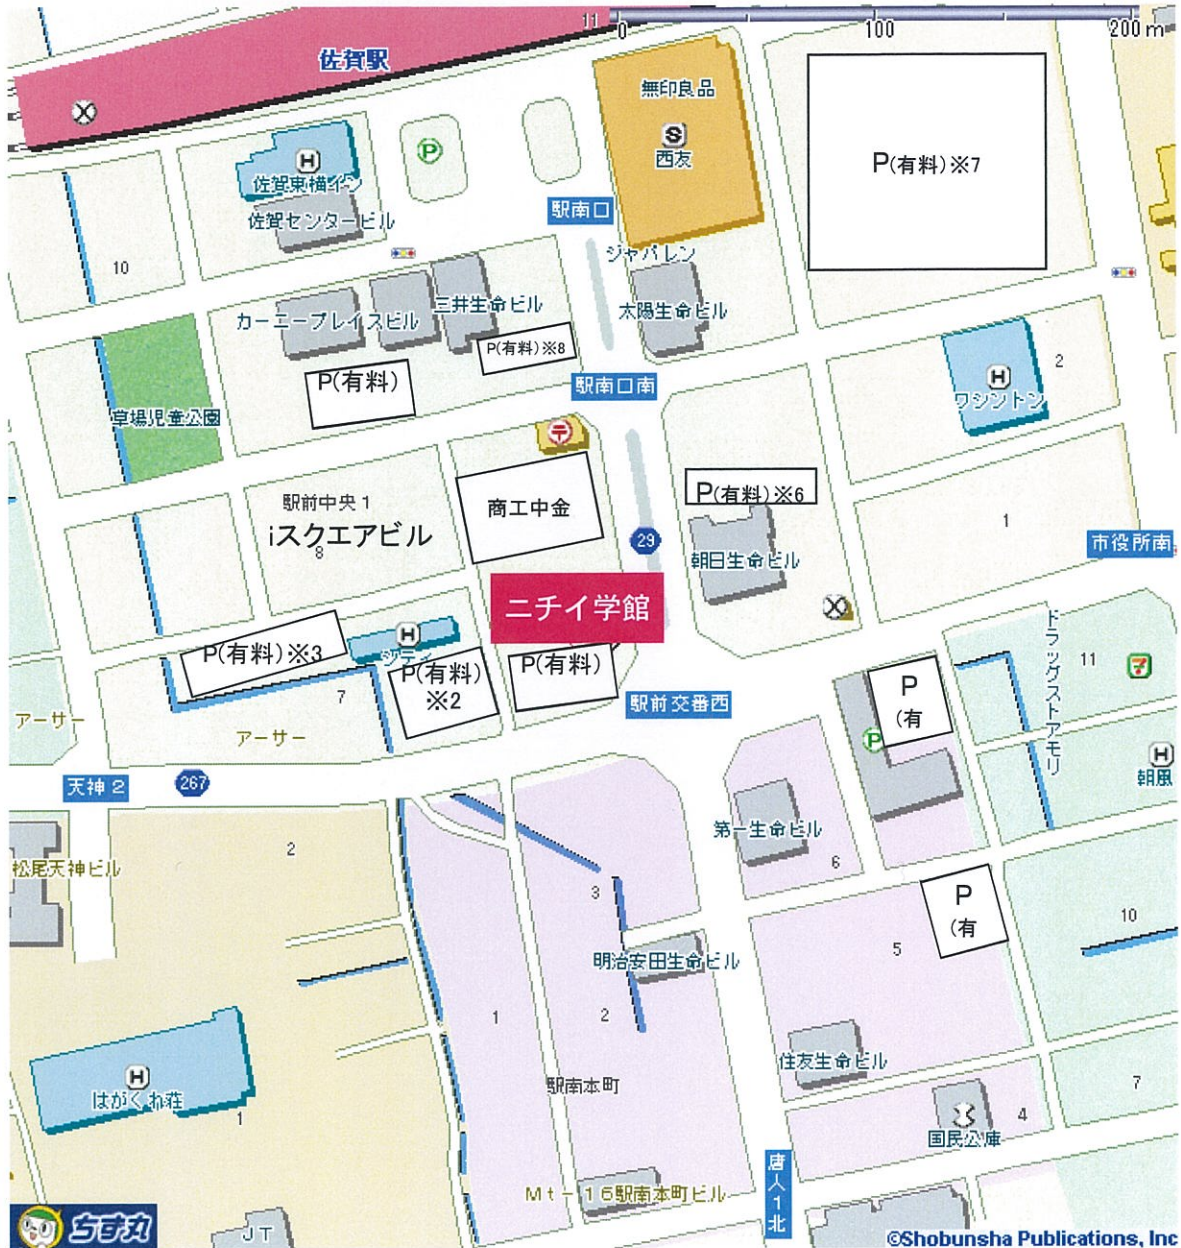 11
0
100
200 m
佐賀駅
無印良品
西友
P(有料)※7
佐賀東横イン
佐賀センタービル
駅南口
10
ジャパレン
カーニープレイスビル
三井生命ビル
太陽生命ビル
P(有料)※8
P(有料)
駅南口南
2
ワシントン
草場児童公園
駅前中央1
iスクエアビル
8
商工中金
P(有料)※6
29
朝日生命ビル
1
市役所南
ニチイ学館
P(有料)※3
シティ
P(有料)
※2
P(有料)
7
アーサー
アーサー
駅前交番西
P
(有
ドラッグストアモリ
11
朝風
天神2
267
第一生命ビル
松尾天神ビル
2
6
3
P
(有
10
5
明治安田生命ビル
1
2
住友生命ビル
はがくれ荘
1
駅南本町
7
4
国民公庫
Mt-16駅南本町ビル
唐人1北
ちず丸
JT
©Shobunsha Publications, Inc